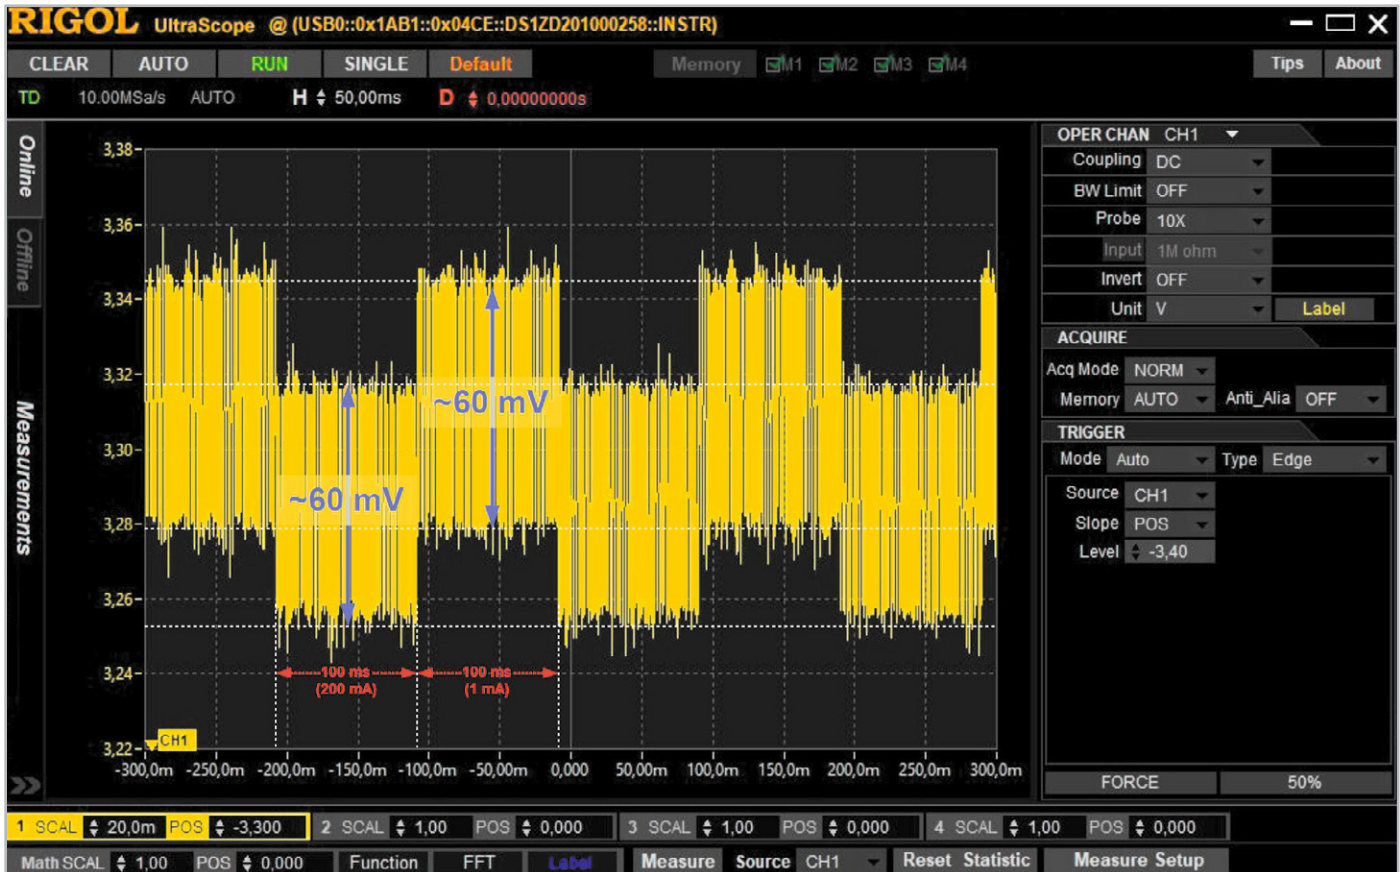 RIGOL UltraScope @ (USB0::0x1AB1::0x04CE::DS1ZD201000258::INSTR)
CLEAR AUTO RUN SINGLE Default Memory M1 M2 M3 M4 Tips About
TD 10.00MSa/s AUTO H 50,00ms D 0,00000000s
Online
Offline
Measurements
3,38
3,36
3,34
3,32
3,30
3,28
3,26
3,24
3,22
~60 mV
~60 mV
100 ms
(200 mA)
100 ms
(1 mA)
CH1
-300,0m -250,0m -200,0m -150,0m -100,0m -50,00m 0,000 50,00m 100,0m 150,0m 200,0m 250,0m 300,0m
OPER CHAN CH1
Coupling DC
BW Limit OFF
Probe 10X
Input 1M ohm
Invert OFF
Unit V Label
ACQUIRE
Acq Mode NORM
Memory AUTO Anti_Alia OFF
TRIGGER
Mode Auto Type Edge
Source CH1
Slope POS
Level -3,40
FORCE 50%
1 SCAL 20,0m POS -3,300 2 SCAL 1,00 POS 0,000 3 SCAL 1,00 POS 0,000 4 SCAL 1,00 POS 0,000
Math SCAL 1,00 POS 0,000 Function FFT Label Measure Source CH1 Reset Statistic Measure Setup